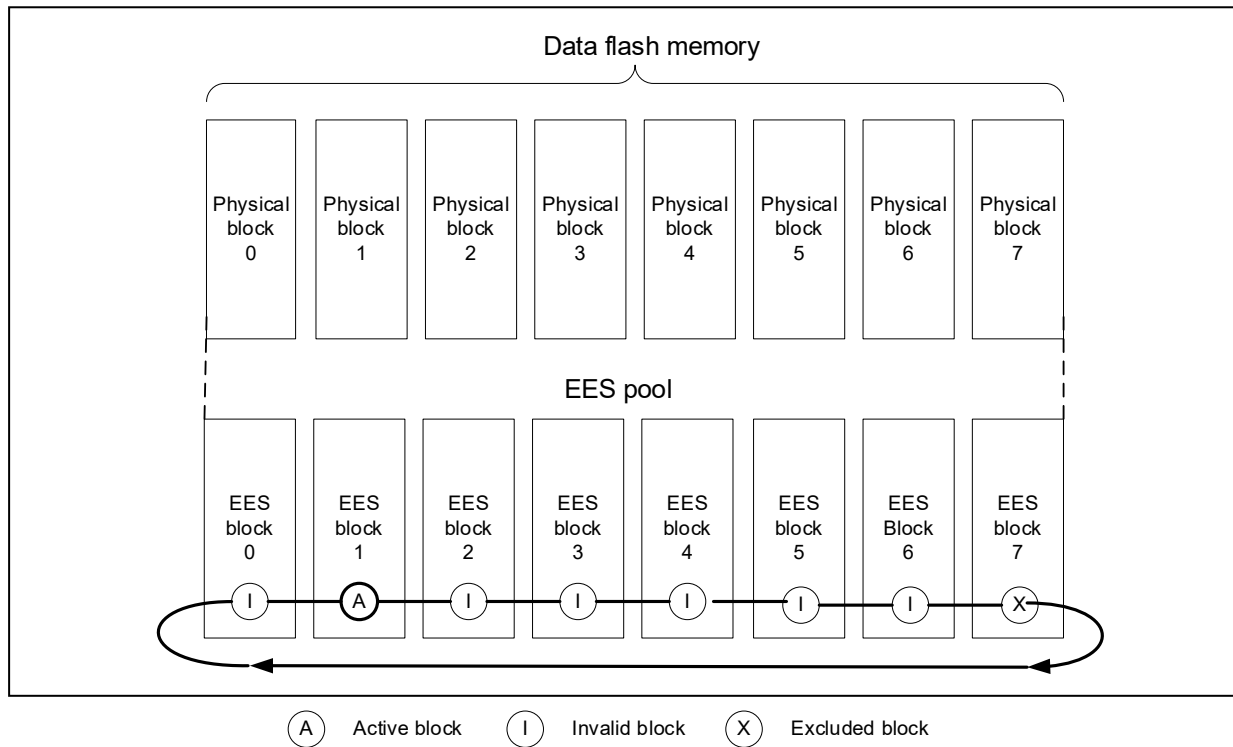 Data flash memory
Physical block 0
Physical block 1
Physical block 2
Physical block 3
Physical block 4
Physical block 5
Physical block 6
Physical block 7
EES pool
EES block 0
EES block 1
EES block 2
EES block 3
EES block 4
EES block 5
EES Block 6
EES block 7
I A I I I I I X
A Active block I Invalid block X Excluded block